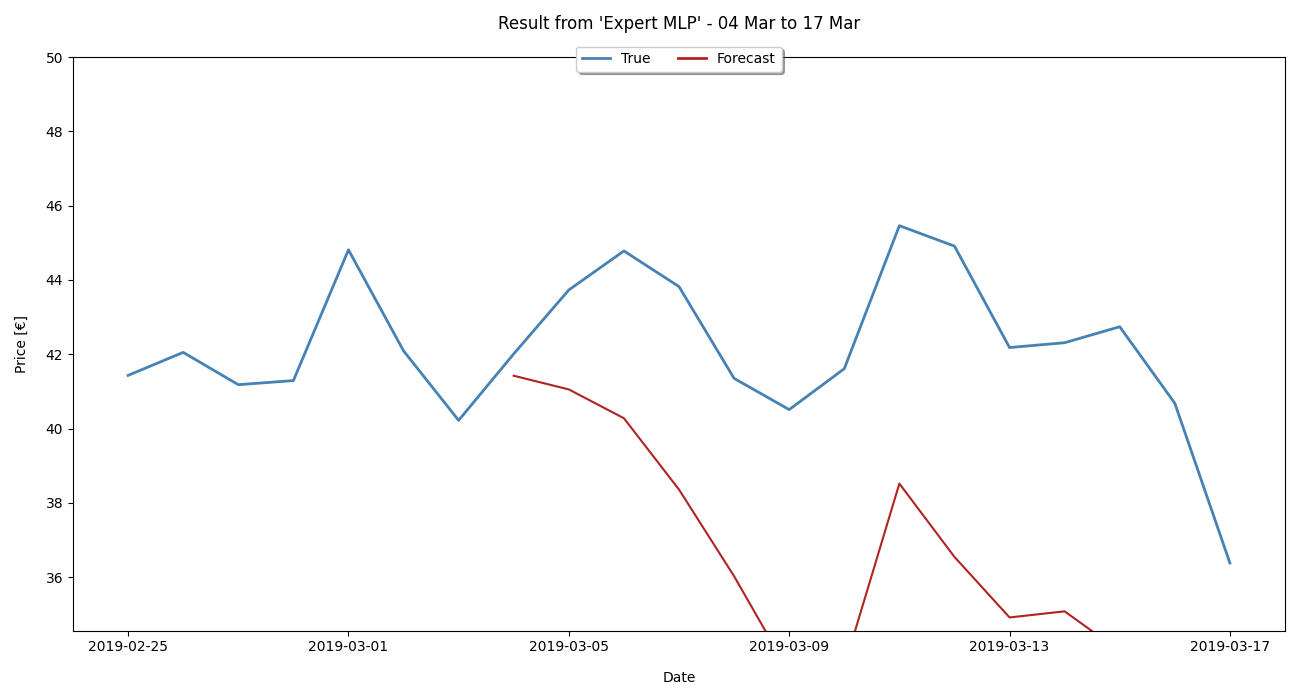 Result from 'Expert MLP' - 04 Mar to 17 Mar
True Forecast
50
48
46
44
42
40
38
36
Price [€]
2019-02-25 2019-03-01 2019-03-05 2019-03-09 2019-03-13 2019-03-17
Date